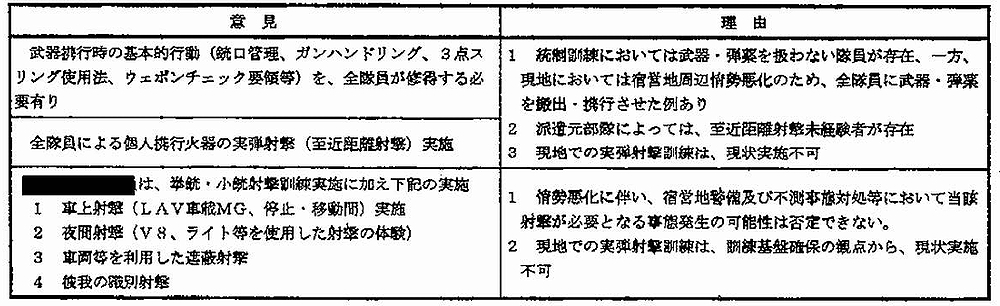 意見
武器携行時の基本的行動（銃口管理、ガンハンドリング、３点ス
リング使用法、ウェポンチェック要領等）を、全隊員が修得する必
要有り
全隊員による個人携行火器の実弾射撃（至近距離射撃）実施
は、拳銃・小銃射撃訓練実施に加え下記の実施
1 車上射撃（ＬＡＶ車載MG、停止・移動間）実施
2 夜間射撃（Ｖ８、ライト等を使用した射撃の体験）
3 車両等を利用した遮蔽射撃
4 彼我の識別射撃
理由
1 統制訓練においては武器・弾薬を扱わない隊員が存在、一方、
現地においては宿営地周辺情勢悪化のため、全隊員に武器・弾薬
を搬出・携行させた例あり
2 派遣元部隊によっては、至近距離射撃未経験者が存在
3 現地での実弾射撃訓練は、現状実施不可
1 情勢悪化に伴い、宿営地警備及び不測事態対処等において当該
射撃が必要となる事態発生の可能性は否定できない。
2 現地での実弾射撃訓練は、訓練基盤確保の観点から、現状実施
不可